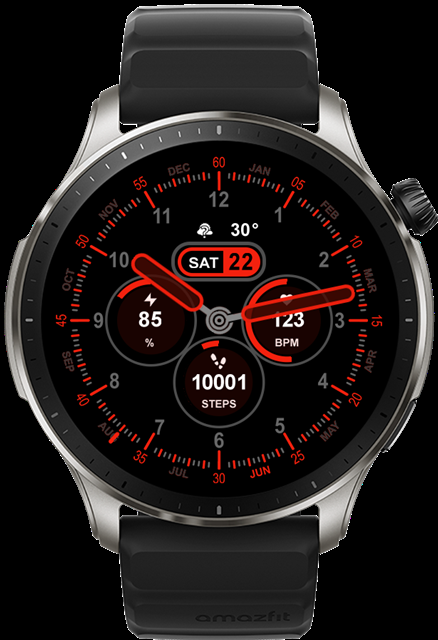 60
55 DEC JAN 05
NOV 12 FEB
11 1
50 10
30°
10 SAT 22 2
OCT MAR
85 123
45 9 3 15
% BPM
SEP APR
10001
8 4
STEPS
40 20
AUG 7 5 MAY
6
35 JUL JUN 25
30
amazfit